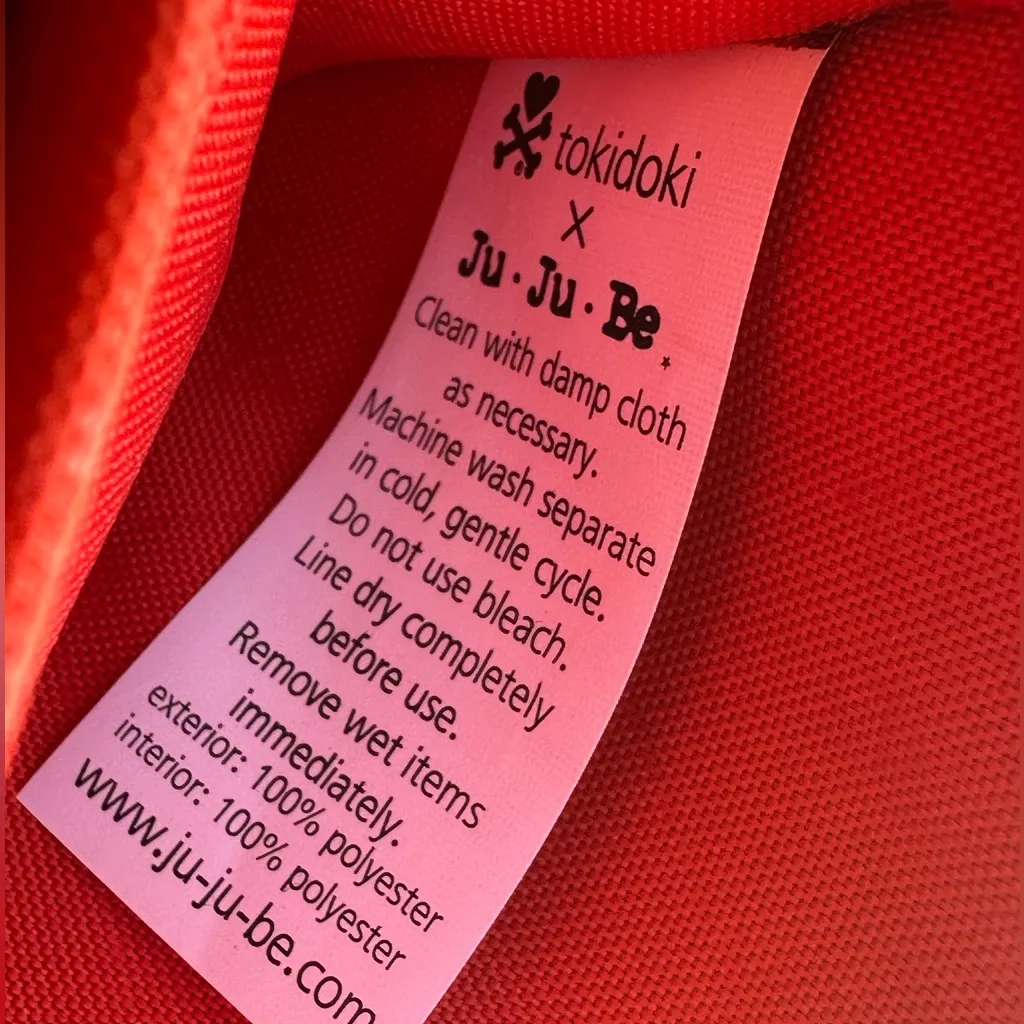 tokidoki
X
Ju·Ju·Be
Clean with damp cloth
as necessary.
Machine wash separate
in cold, gentle cycle.
Do not use bleach.
Line dry completely
before use.
Remove wet items
immediately.
exterior: 100% polyester
interior: 100% polyester
www.ju-ju-be.com